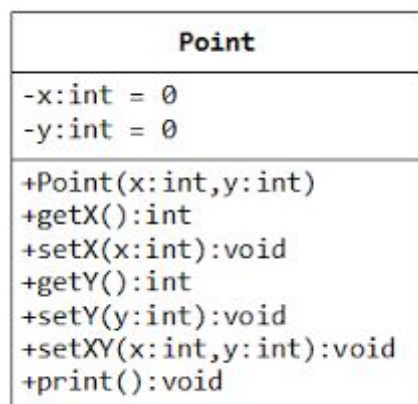 Point
-x:int = 0
-y:int = 0
+Point(x:int,y:int)
+getX():int
+setX(x:int):void
+getY():int
+setY(y:int):void
+setXY(x:int,y:int):void
+print():void